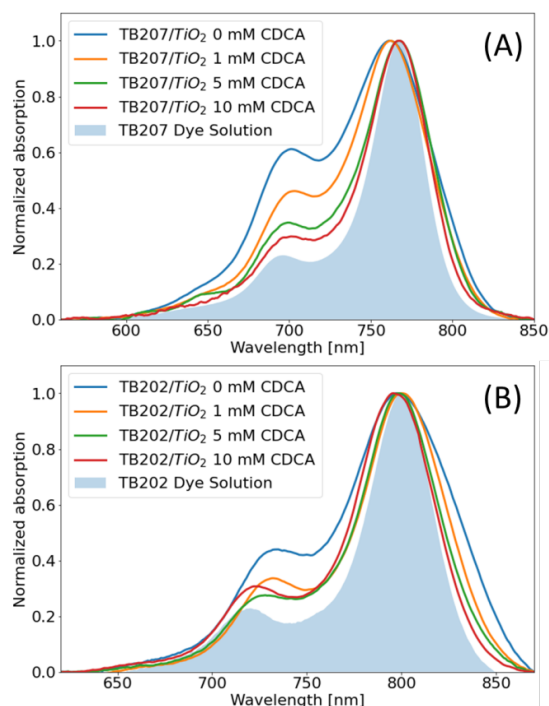 1.0
0.8
0.6
0.4
0.2
0.0
Normalized absorption
TB207/TiO₂ 0 mM CDCA
TB207/TiO₂ 1 mM CDCA
TB207/TiO₂ 5 mM CDCA
TB207/TiO₂ 10 mM CDCA
TB207 Dye Solution
(A)
600 650 700 750 800 850
Wavelength [nm]
1.0
0.8
0.6
0.4
0.2
0.0
Normalized absorption
TB202/TiO₂ 0 mM CDCA
TB202/TiO₂ 1 mM CDCA
TB202/TiO₂ 5 mM CDCA
TB202/TiO₂ 10 mM CDCA
TB202 Dye Solution
(B)
650 700 750 800 850
Wavelength [nm]